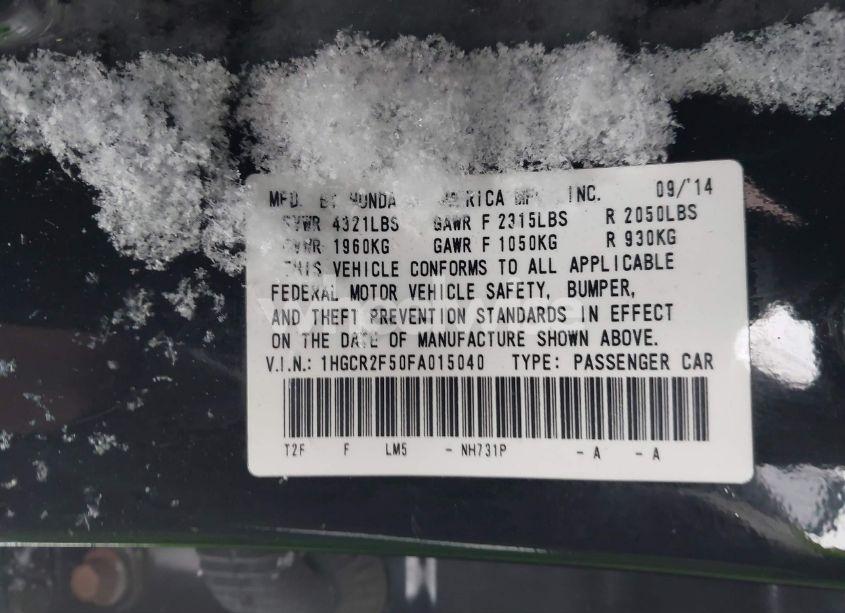 HONDA INC. 09/'14
4321LBS GAWR F 2315LBS R 2050LBS
1960KG GAWR F 1050KG R 930KG
THIS VEHICLE CONFORMS TO ALL APPLICABLE
FEDERAL MOTOR VEHICLE SAFETY, BUMPER,
AND THEFT PREVENTION STANDARDS IN EFFECT
ON THE DATE OF MANUFACTURE SHOWN ABOVE.
V.I.N.: 1HGCR2F50FA015040 TYPE: PASSENGER CAR
T2F F LM5 - NH731P - A - A